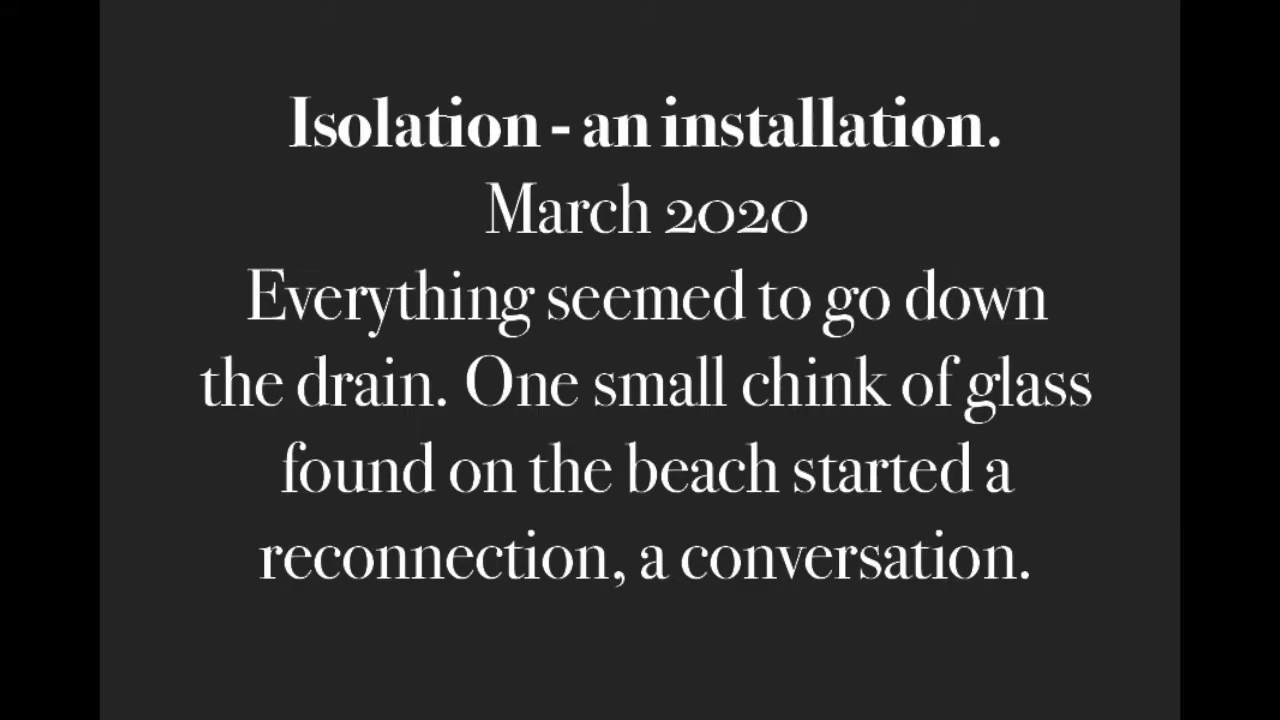 Isolation - an installation.
March 2020
Everything seemed to go down
the drain. One small chink of glass
found on the beach started a
reconnection, a conversation.